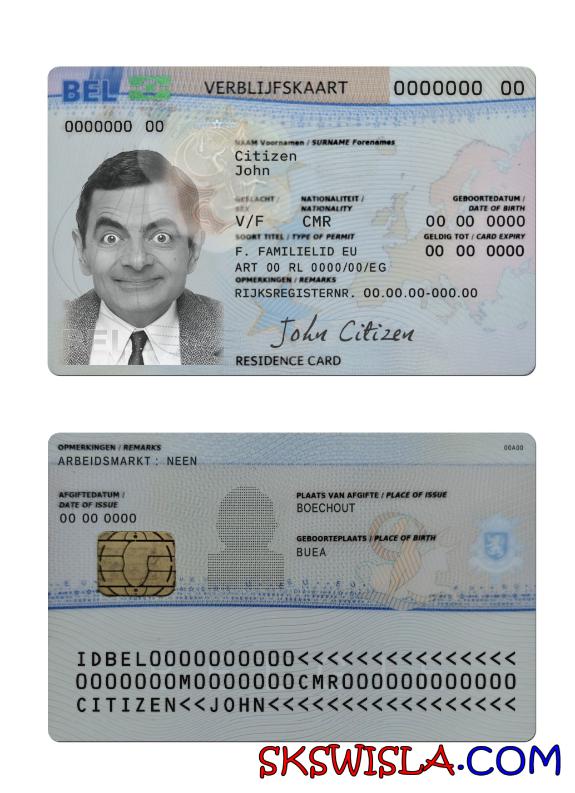 BEL VERBLIJFSKAART 0000000 00
0000000 00
NAAM Voornamen / SURNAME Forenames
Citizen
John
GESLACHT / NATIONALITEIT / GEBOORTEDATUM /
SEX NATIONALITY DATE OF BIRTH
V/F CMR 00 00 0000
SOORT TITEL / TYPE OF PERMIT GELDIG TOT / CARD EXPIRY
F. FAMILIELID EU 00 00 0000
ART 00 RL 0000/00/EG
OPMERKINGEN / REMARKS
RIJKSREGISTERNR. 00.00.00-000.00
John Citizen
BEL
RESIDENCE CARD
OPMERKINGEN / REMARKS 00A00
ARBEIDSMARKT : NEEN
AFGIFTEDATUM / PLAATS VAN AFGIFTE / PLACE OF ISSUE
DATE OF ISSUE BOECHOUT
00 00 0000
GEBOORTEPLAATS / PLACE OF BIRTH
BUEA
IDBEL0000000000<<<<<<<<<<<<<<<
0000000M0000000CMR000000000000
CITIZEN<<JOHN<<<<<<<<<<<<<<<<<
SKSWISLA.COM